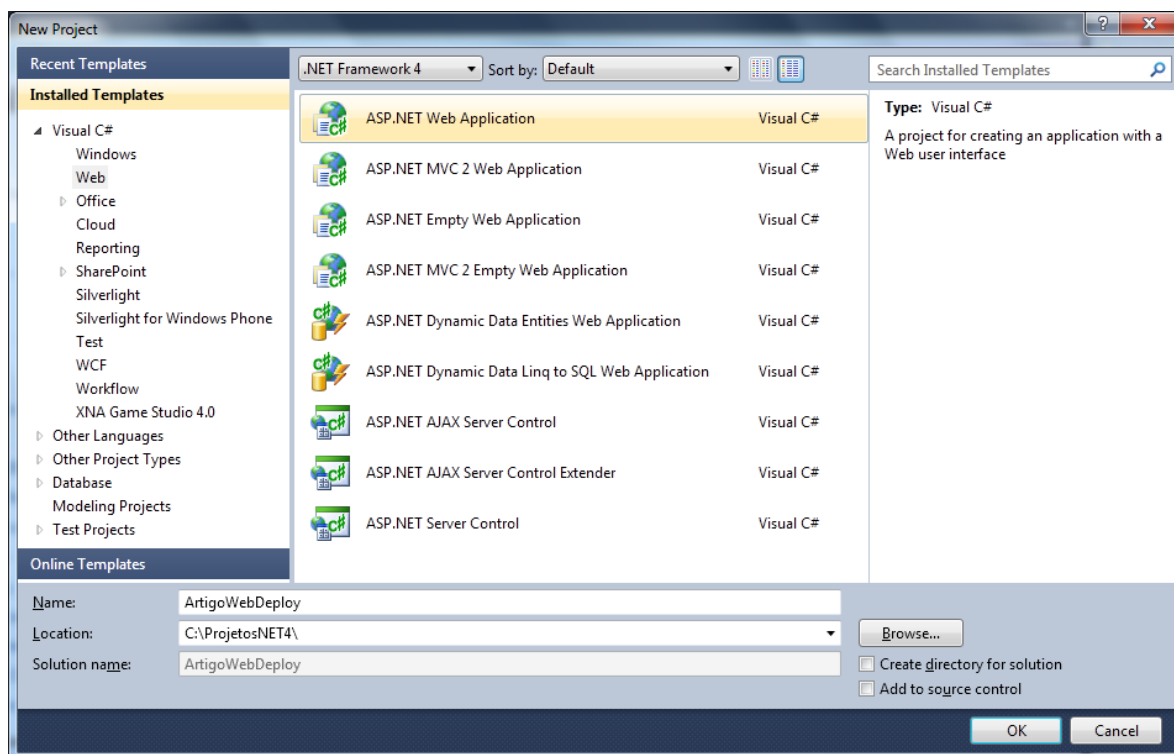 New Project
Recent Templates
Installed Templates
Visual C#
Windows
Web
Office
Cloud
Reporting
SharePoint
Silverlight
Silverlight for Windows Phone
Test
WCF
Workflow
XNA Game Studio 4.0
Other Languages
Other Project Types
Database
Modeling Projects
Test Projects
Online Templates
.NET Framework 4 Sort by: Default
ASP.NET Web Application Visual C#
ASP.NET MVC 2 Web Application Visual C#
ASP.NET Empty Web Application Visual C#
ASP.NET MVC 2 Empty Web Application Visual C#
ASP.NET Dynamic Data Entities Web Application Visual C#
ASP.NET Dynamic Data Linq to SQL Web Application Visual C#
ASP.NET AJAX Server Control Visual C#
ASP.NET AJAX Server Control Extender Visual C#
ASP.NET Server Control Visual C#
Search Installed Templates
Type: Visual C#
A project for creating an application with a
Web user interface
Name: ArtigoWebDeploy
Location: C:\ProjetosNET4\ Browse...
Solution name: ArtigoWebDeploy
Create directory for solution
Add to source control
OK Cancel